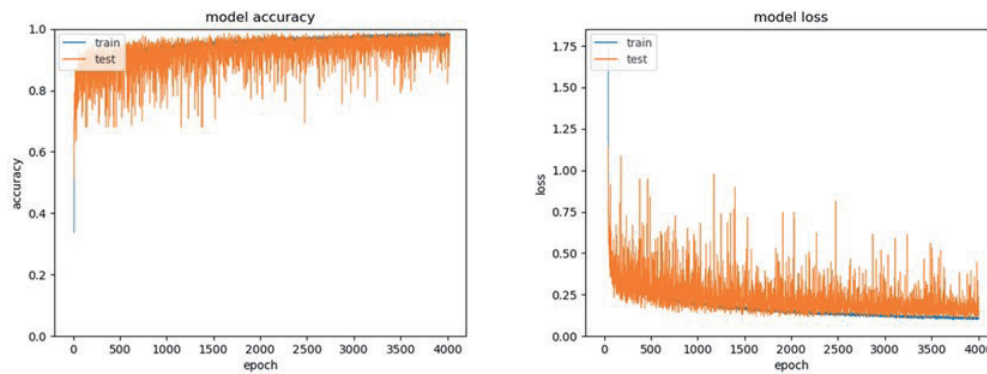 model accuracy
train
test
1.0
0.8
0.6
0.4
0.2
0.0
accuracy
0 500 1000 1500 2000 2500 3000 3500 4000
epoch
model loss
train
test
1.75
1.50
1.25
1.00
0.75
0.50
0.25
0.00
loss
0 500 1000 1500 2000 2500 3000 3500 4000
epoch